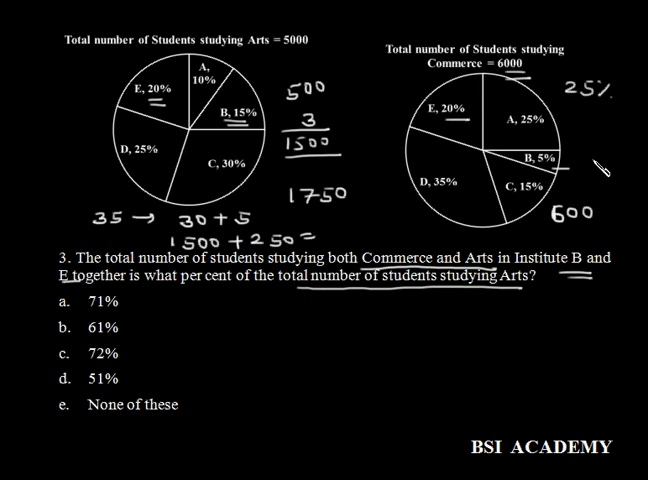 Total number of Students studying Arts = 5000
A,
10%
E, 20%
B, 15%
D, 25%
C, 30%
500
3
1500
1750
35 → 30 + 5
1500 + 250 =
Total number of Students studying
Commerce = 6000
25%
E, 20%
A, 25%
B, 5%
D, 35%
C, 15%
600
3. The total number of students studying both Commerce and Arts in Institute B and
E together is what per cent of the total number of students studying Arts?
a. 71%
b. 61%
c. 72%
d. 51%
e. None of these
BSI ACADEMY